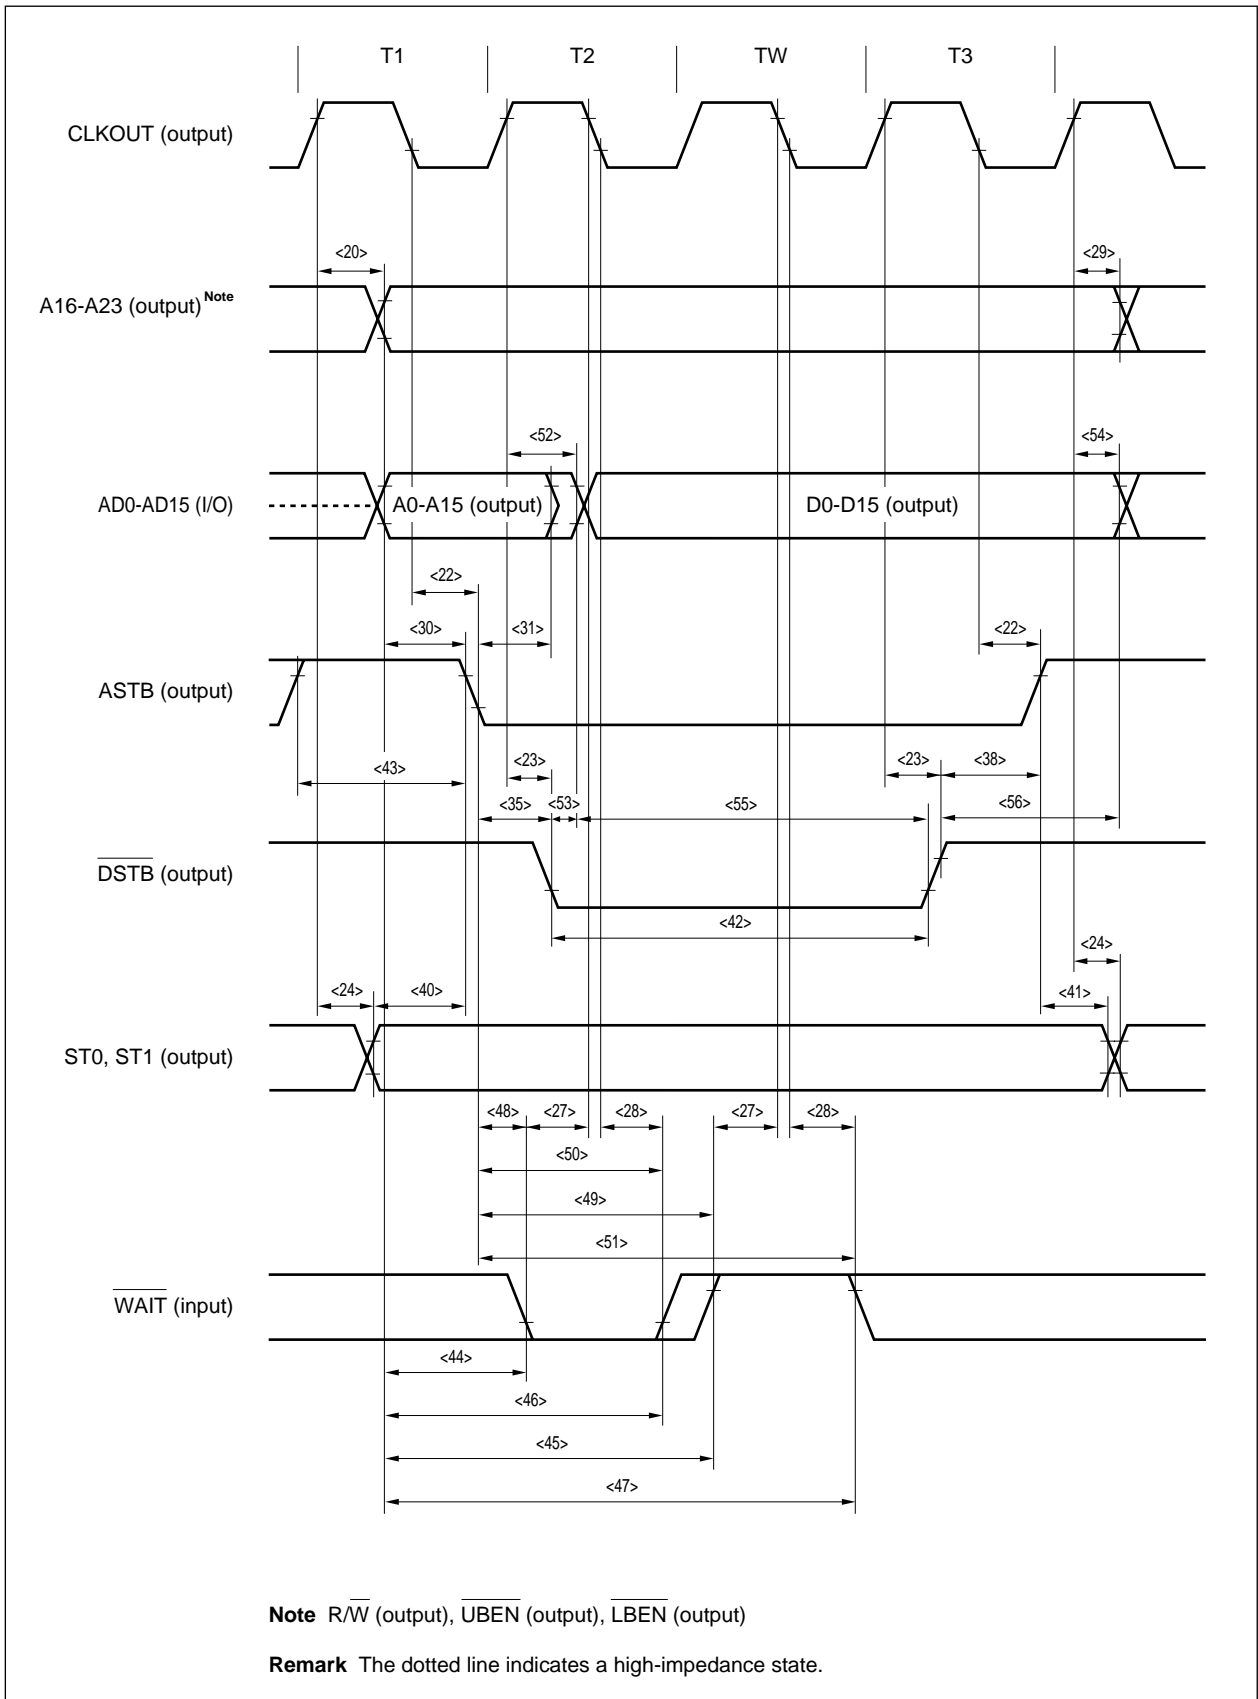 T1 T2 TW T3
CLKOUT (output)
<20> <29>
A16-A23 (output) Note
<52> <54>
AD0-AD15 (I/O) A0-A15 (output) D0-D15 (output)
<22>
<30> <31> <22>
ASTB (output)
<43> <23> <23> <38>
<35> <53> <55> <56>
DSTB (output)
<42>
<24>
<24> <40> <41>
ST0, ST1 (output)
<48> <27> <28> <27> <28>
<50>
<49>
<51>
WAIT (input)
<44>
<46>
<45>
<47>
Note R/W (output), UBEN (output), LBEN (output)
Remark The dotted line indicates a high-impedance state.